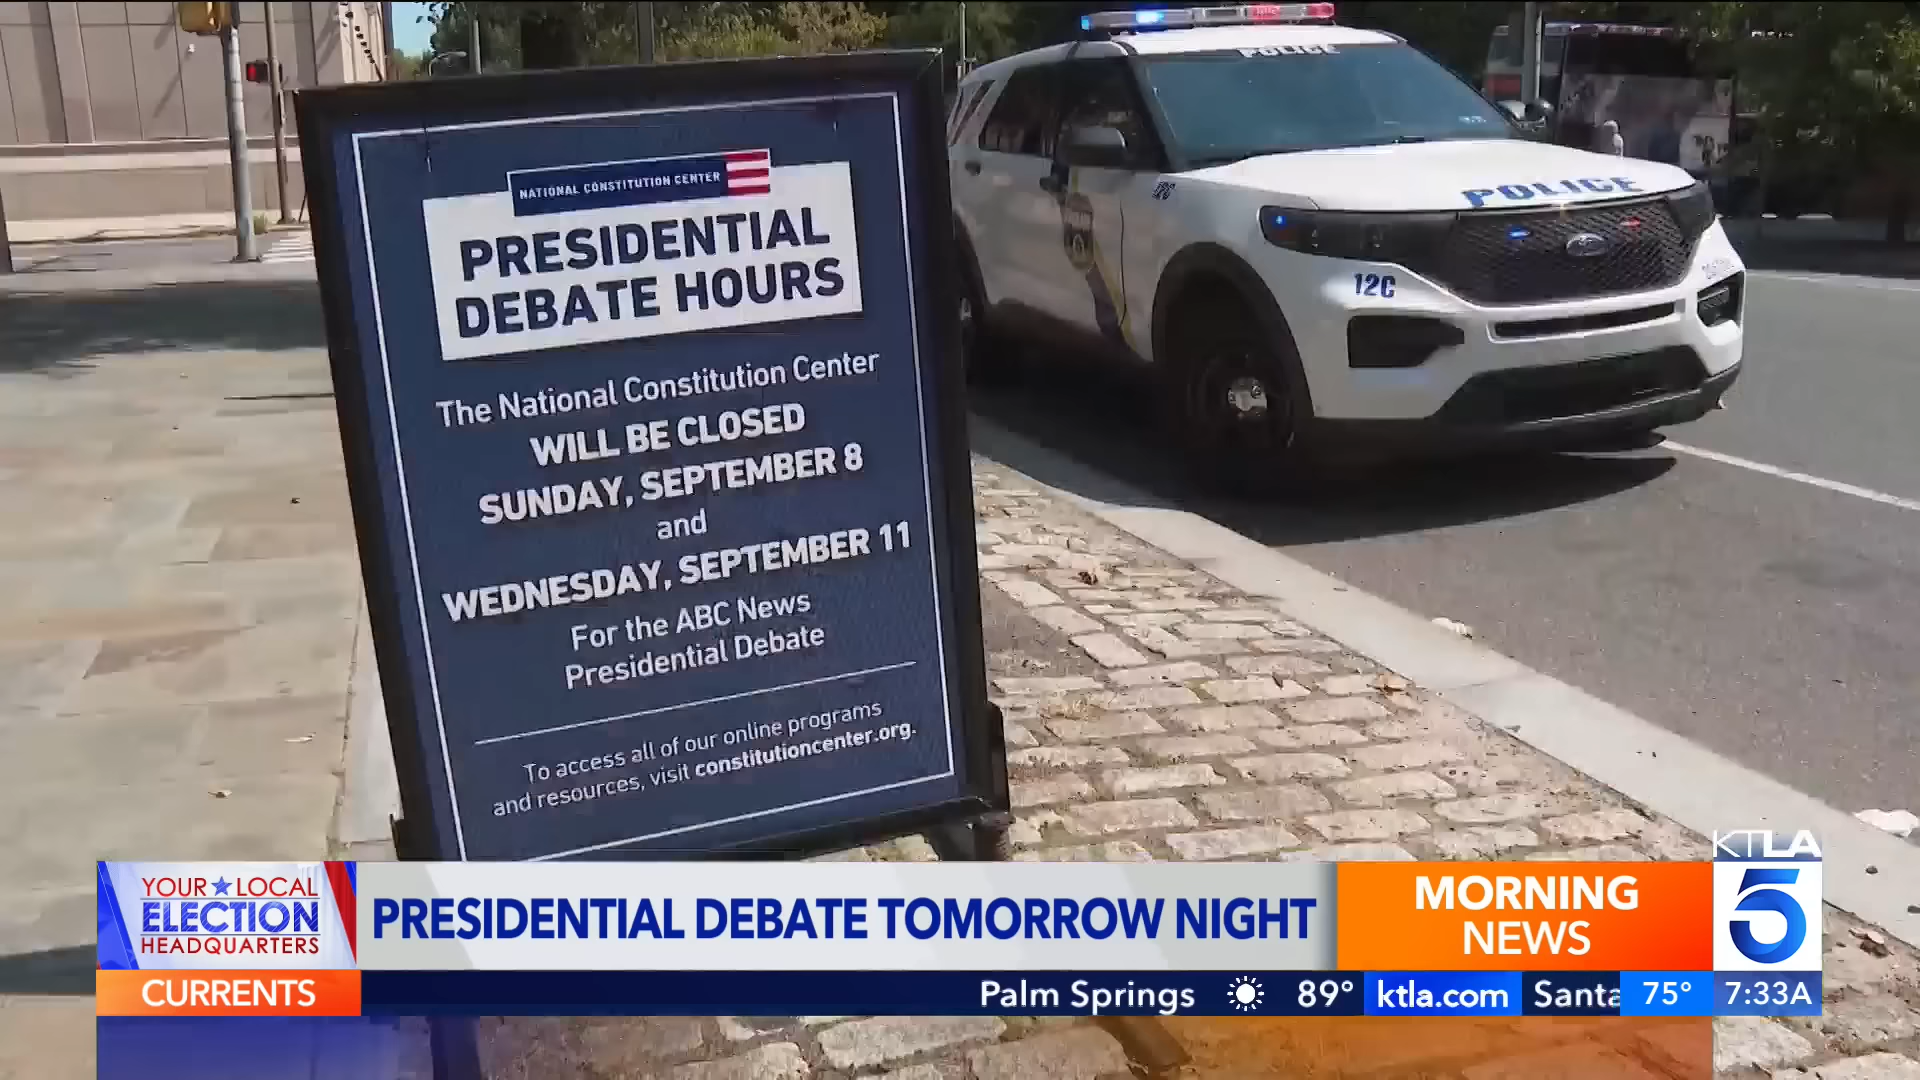 POLICE
POLICE
12C
12C
NATIONAL CONSTITUTION CENTER
PRESIDENTIAL
DEBATE HOURS
The National Constitution Center
WILL BE CLOSED
SUNDAY, SEPTEMBER 8
and
WEDNESDAY, SEPTEMBER 11
For the ABC News
Presidential Debate
To access all of our online programs
and resources, visit constitutioncenter.org.
KTLA
5
YOUR LOCAL
ELECTION
HEADQUARTERS
PRESIDENTIAL DEBATE TOMORROW NIGHT
MORNING
NEWS
CURRENTS
Palm Springs 89° ktla.com Santa 75° 7:33A